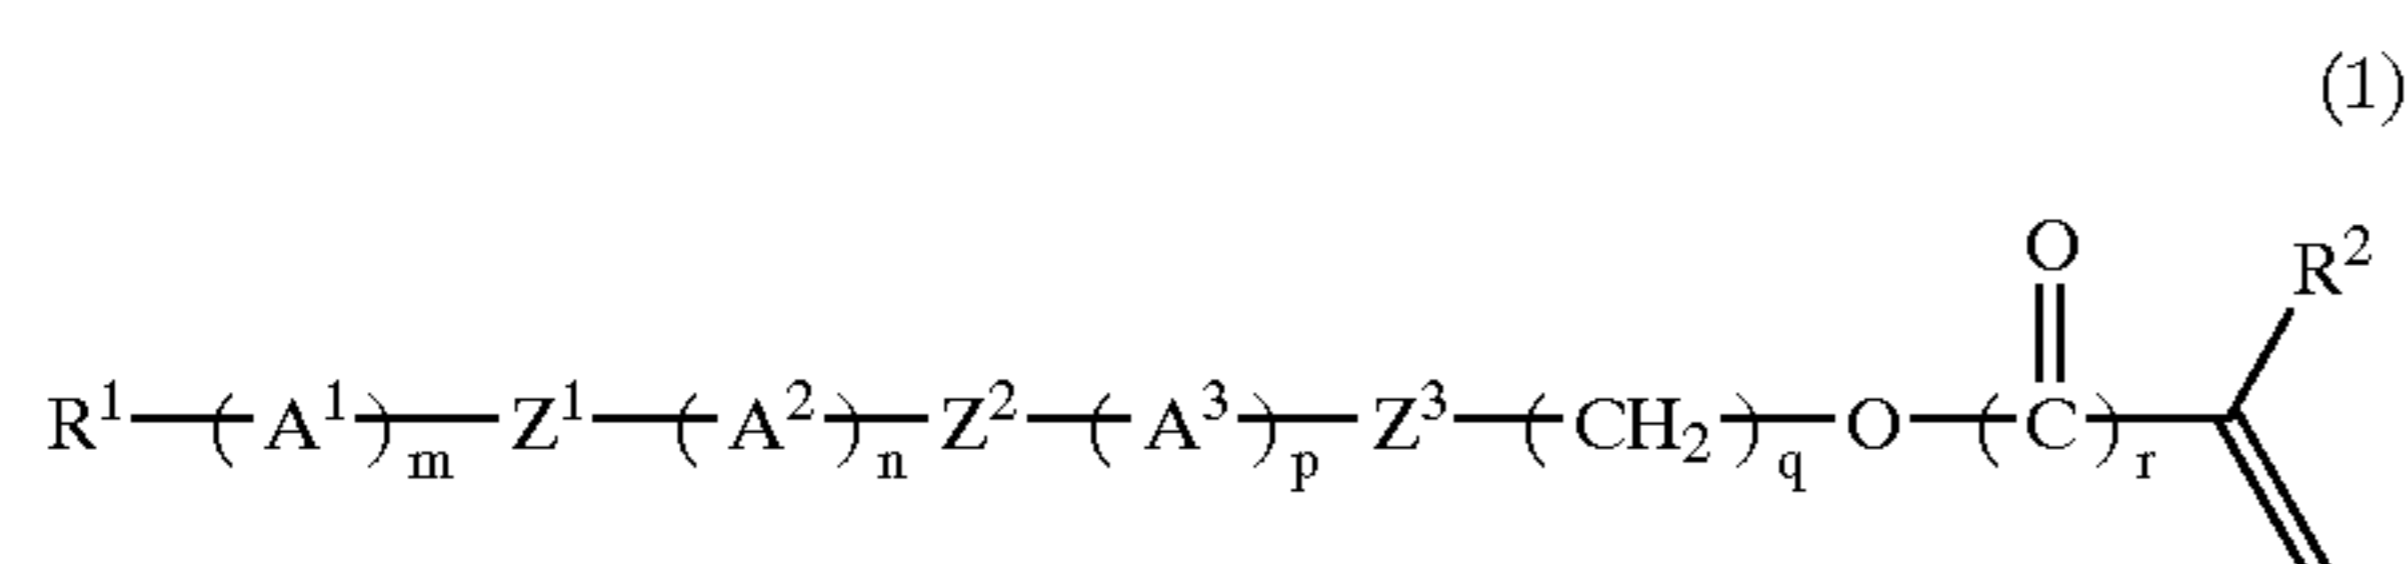 (1)
O
R²
R¹—(A¹)ₘ—Z¹—(A²)ₙ—Z²—(A³)ₚ—Z³—(CH₂)q—O—(C)r